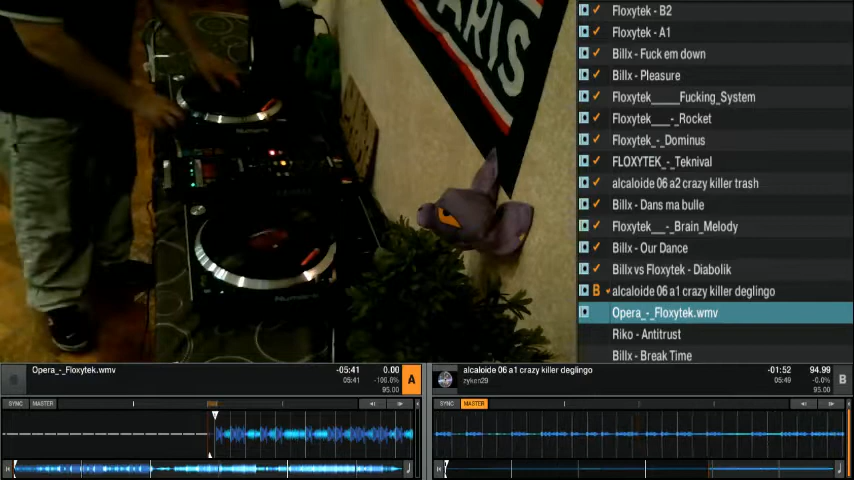 PARIS
Floxytek - B2
Floxytek - A1
Billx - Fuck em down
Billx - Pleasure
Floxytek_____Fucking_System
Floxytek___-_Rocket
Floxytek_-_Dominus
FLOXYTEK_-_Teknival
alcaloide 06 a2 crazy killer trash
Billx - Dans ma bulle
Floxytek___-_Brain_Melody
Billx - Our Dance
Billx vs Floxytek - Diabolik
B alcaloide 06 a1 crazy killer deglingo
Opera_-_Floxytek.wmv
Riko - Antitrust
Billx - Break Time
Opera_-_Floxytek.wmv -05:41 0.00 A
05:41 -100.0%
95.00
SYNC MASTER
alcaloide 06 a1 crazy killer deglingo -01:52 94.99 B
zyken29 05:49 -0.0%
95.00
SYNC MASTER